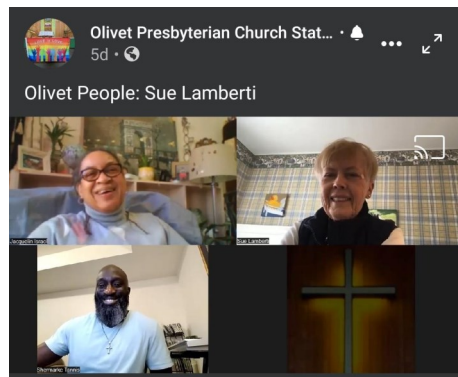 Olivet Presbyterian Church Stat...
5d
Olivet People: Sue Lamberti
Sue Lamberti